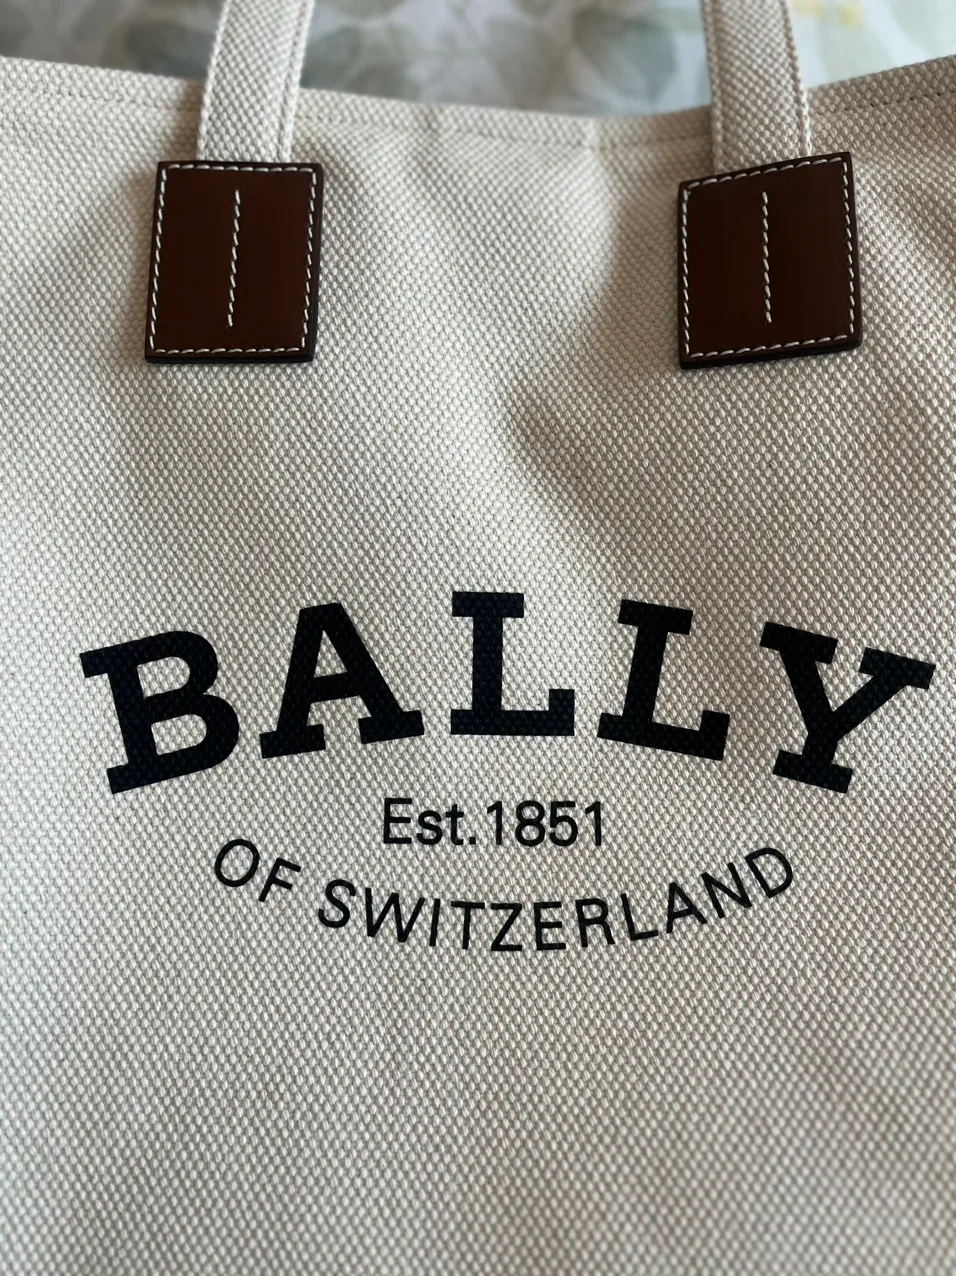 BALLY
Est.1851
OF SWITZERLAND